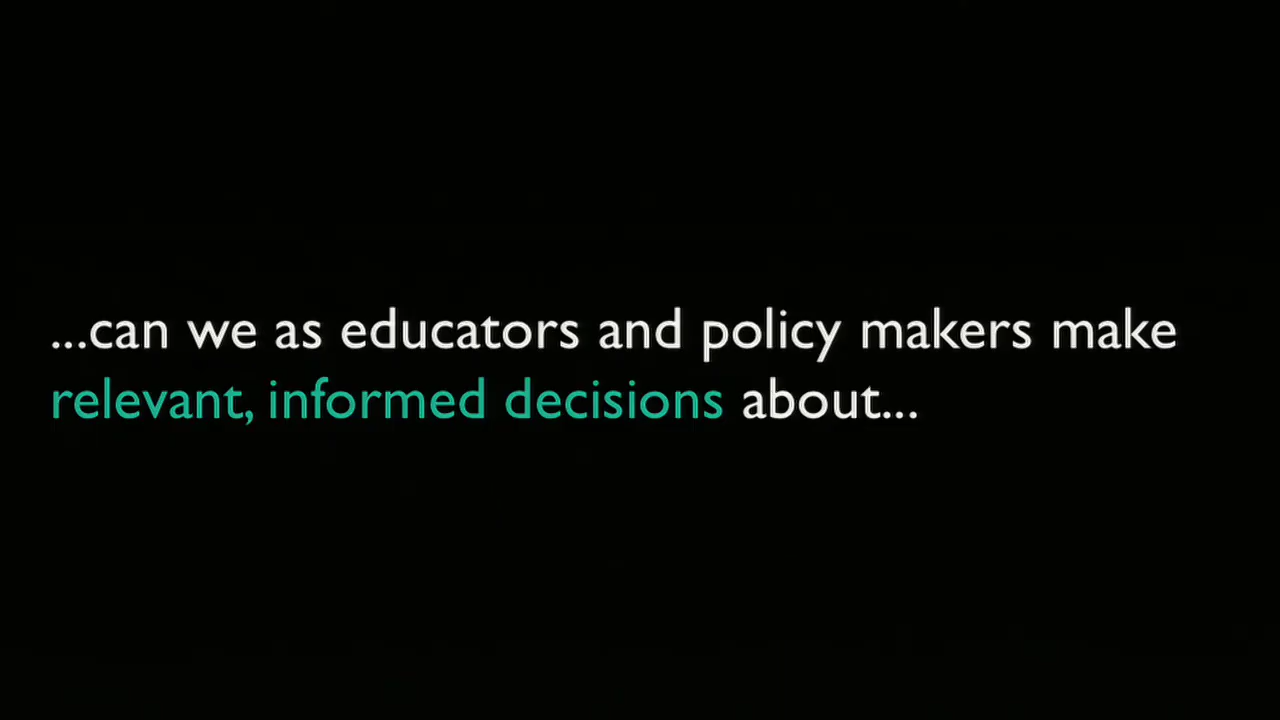 ...can we as educators and policy makers make
relevant, informed decisions about...